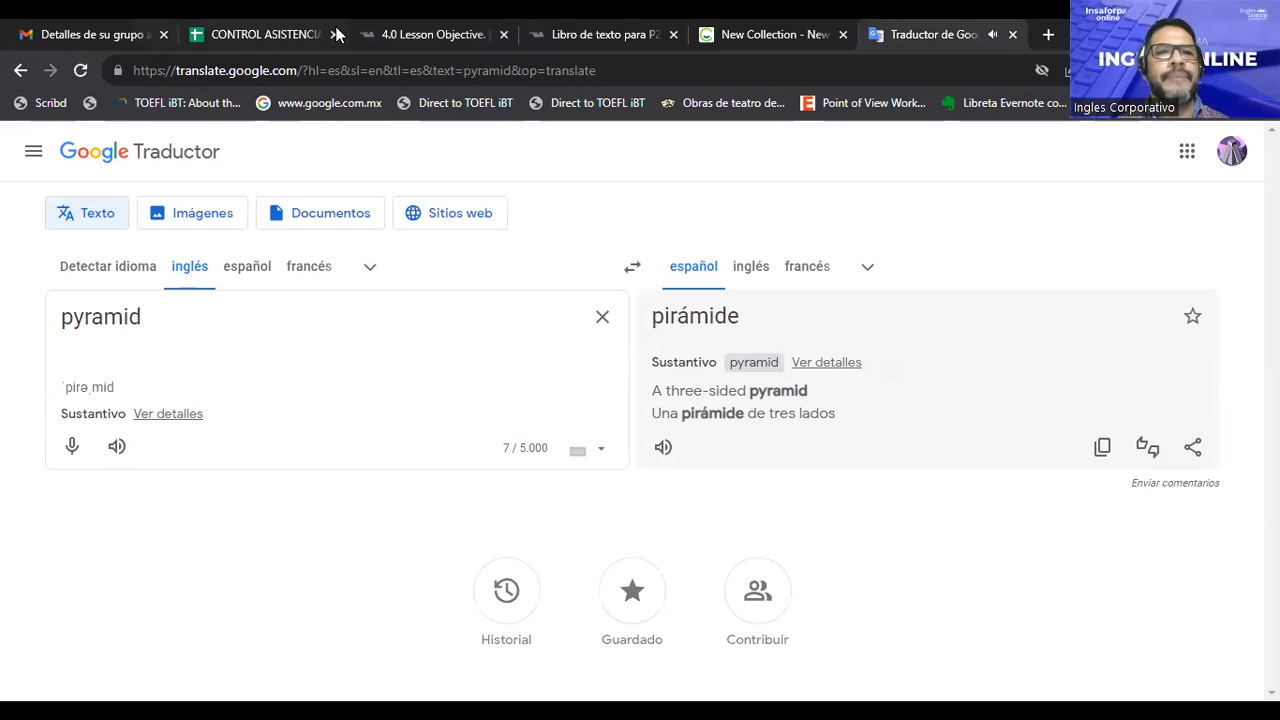 Detalles de su grupo a
CONTROL ASISTENCIA
4.0 Lesson Objective.
Libro de texto para P2
New Collection - New
Traductor de Goo
https://translate.google.com/?hl=es&sl=en&tl=es&text=pyramid&op=translate
Scribd
TOEFL iBT: About th...
www.google.com.n...
Direct to TOEFL iBT
Direct to TOEFL iBT
Obras de teatro de...
Point of View Work...
Libreta Evernote co...
Insaforp
online
Ingles
ING NLINE
Ingles Corporativo
Google Traductor
Texto
Imágenes
Documentos
Sitios web
Detectar idioma inglés español francés
español inglés francés
pyramid
pirámide
ˈpirəˌmid
Sustantivo Ver detalles
7 / 5.000
Sustantivo pyramid Ver detalles
A three-sided pyramid
Una pirámide de tres lados
Enviar comentarios
Historial
Guardado
Contribuir